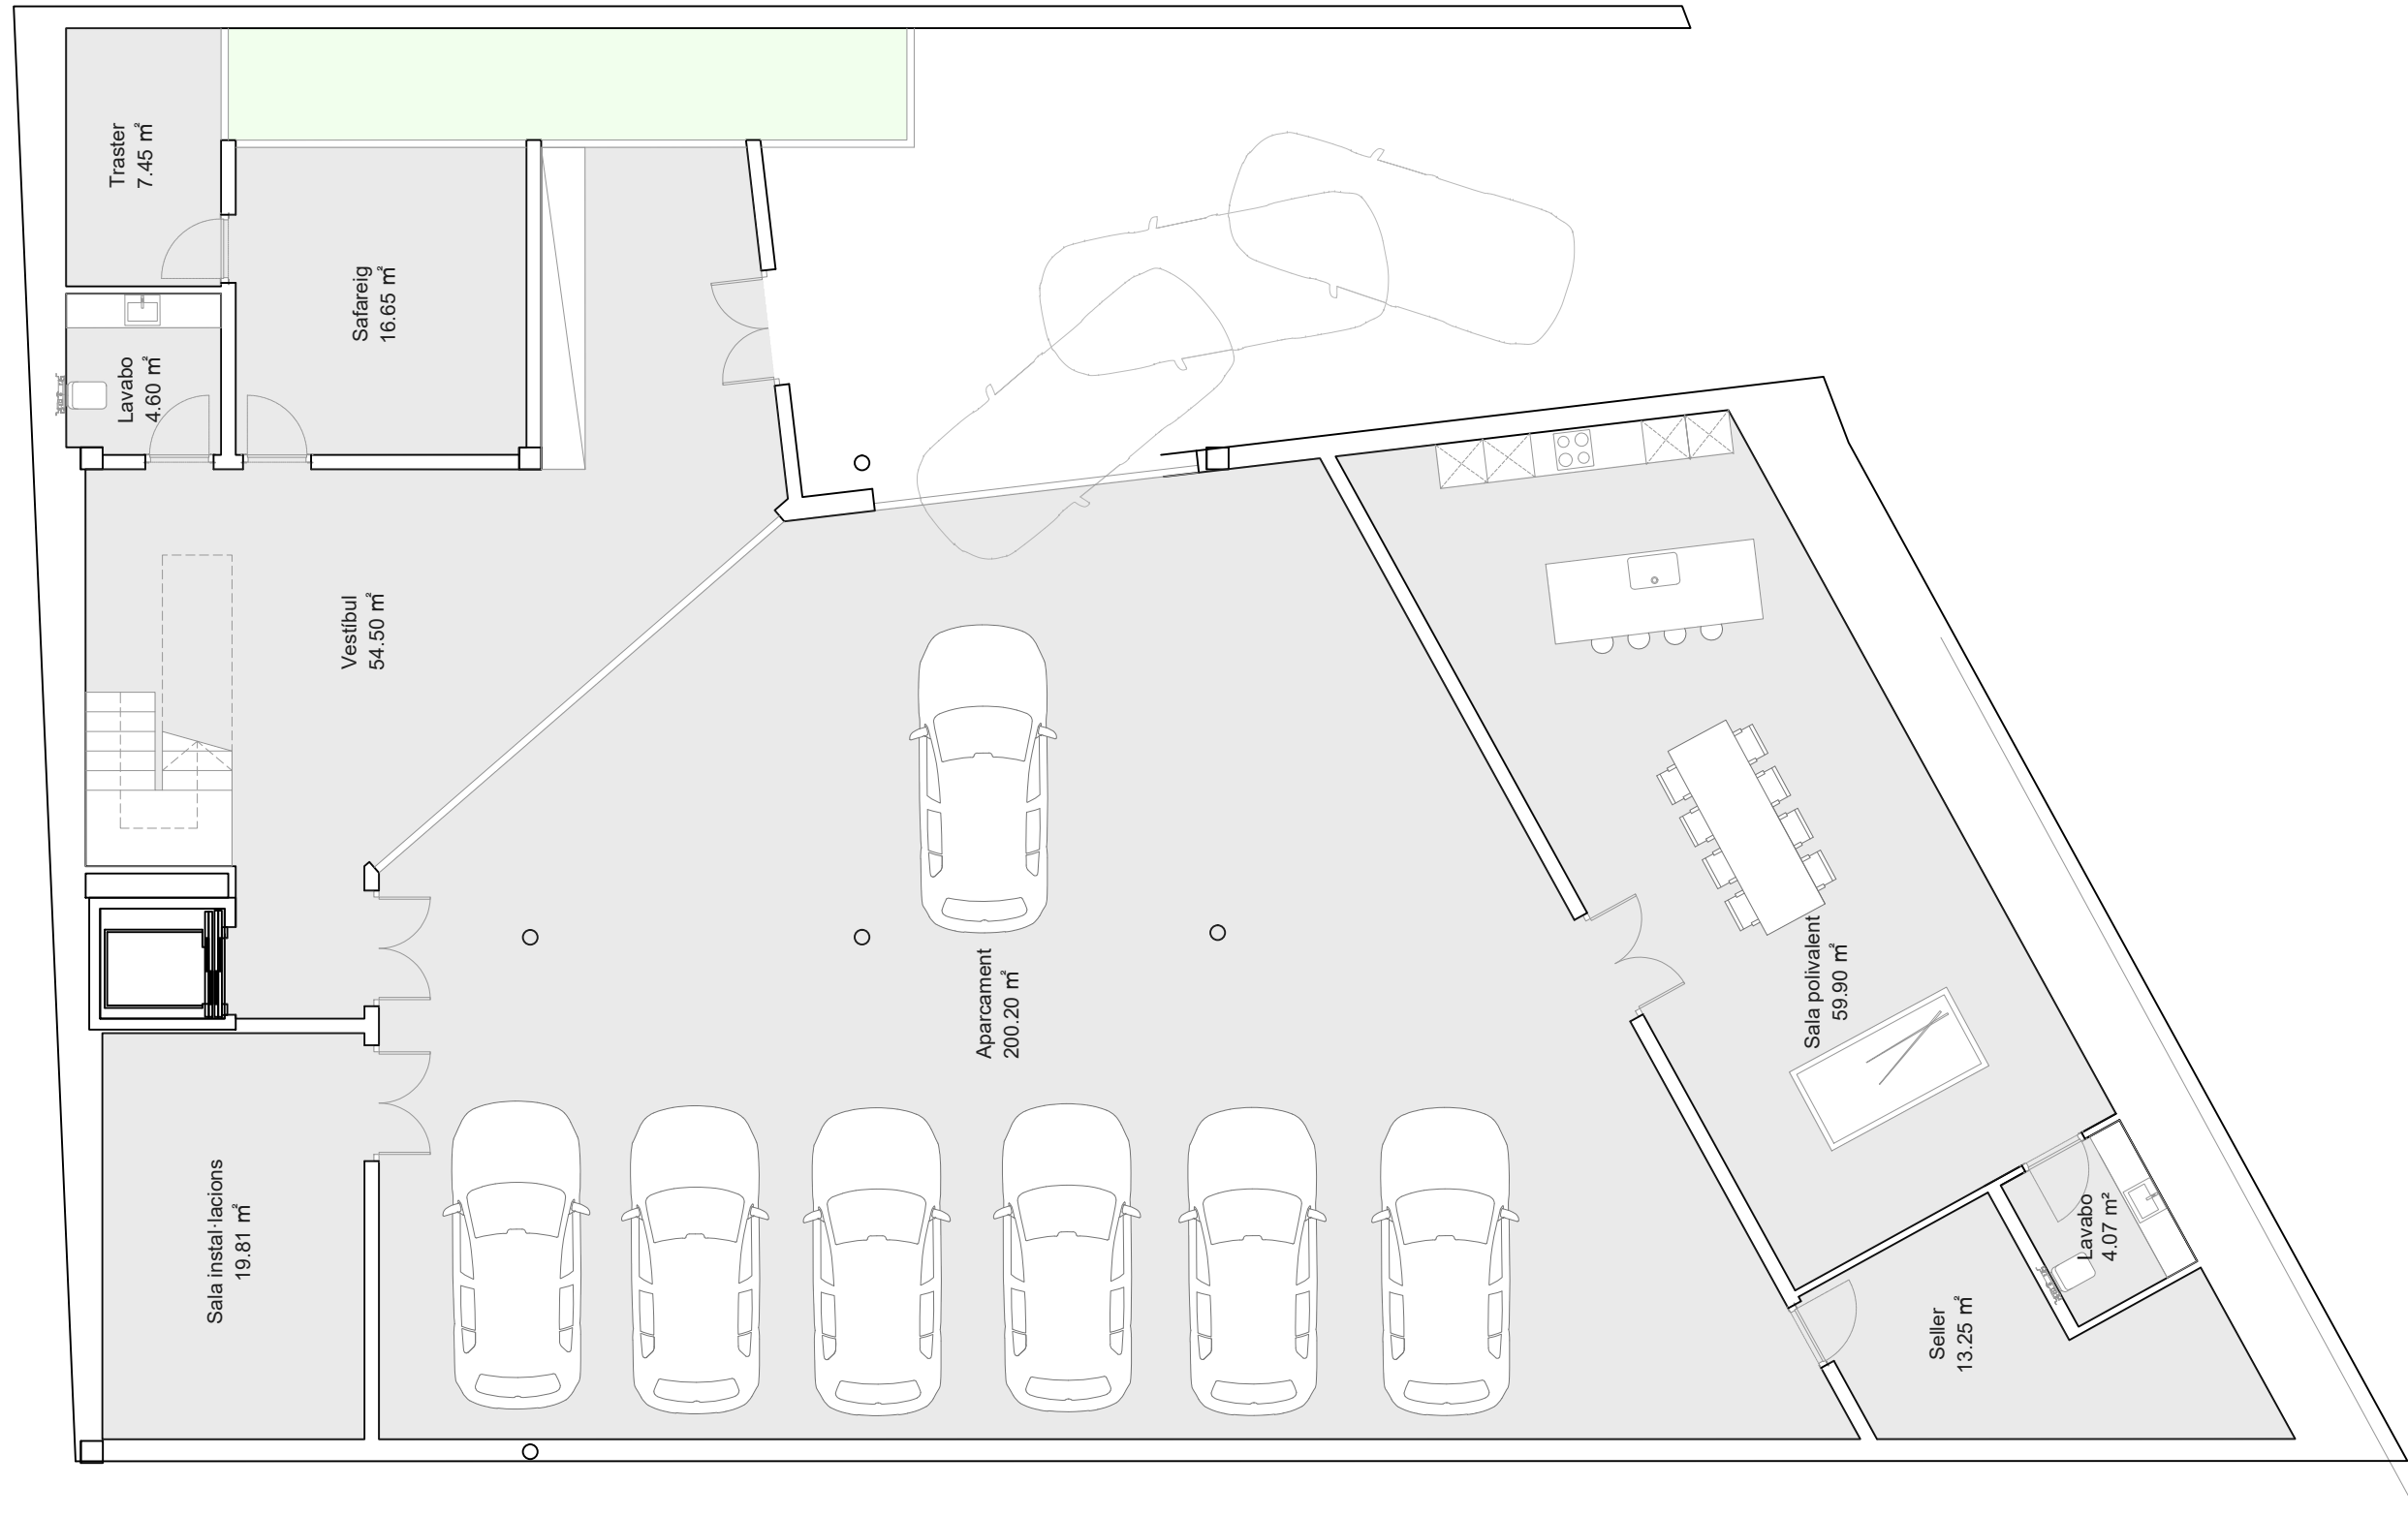 Traster
7.45 m²
Safareig
16.65 m²
Lavabo
4.60 m²
Vestíbul
54.50 m²
Aparcament
200.20 m²
Sala polivalent
59.90 m²
Sala instal·lacions
19.81 m²
Lavabo
4.07 m²
Seller
13.25 m²